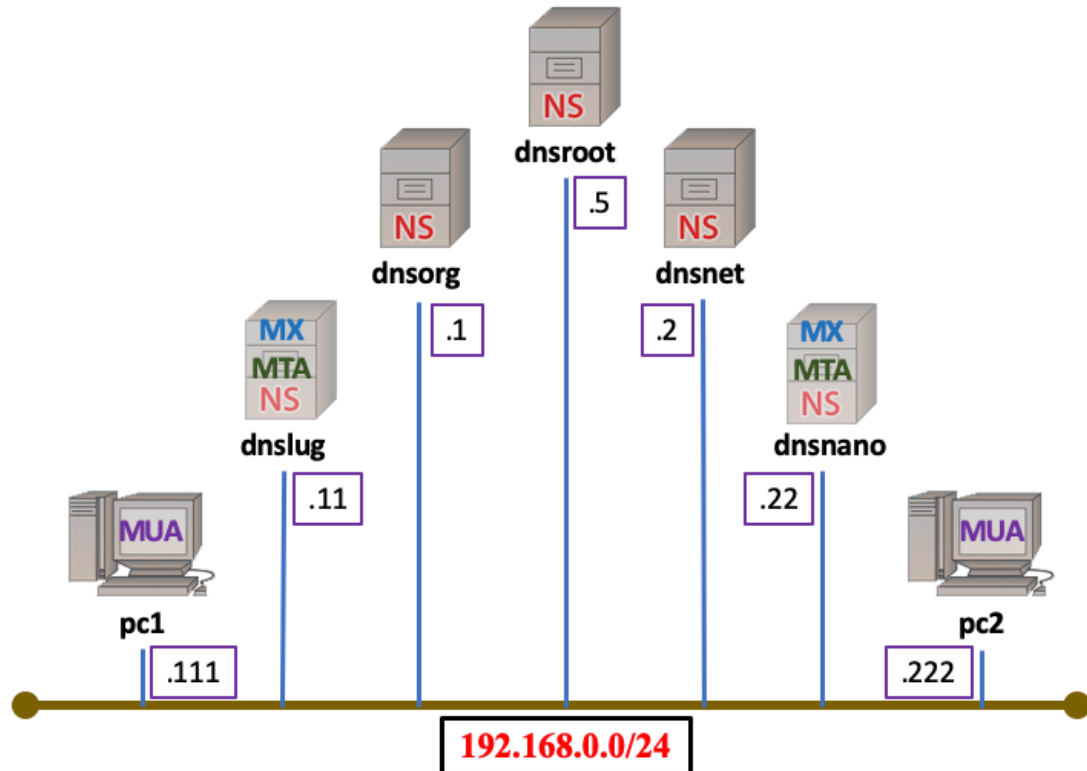 NS
dnsroot
.5
NS
dnsorg
.1
NS
dnsnet
.2
MX
MTA
NS
dnslug
.11
MX
MTA
NS
dnsnano
.22
MUA
pc1
.111
MUA
pc2
.222
192.168.0.0/24